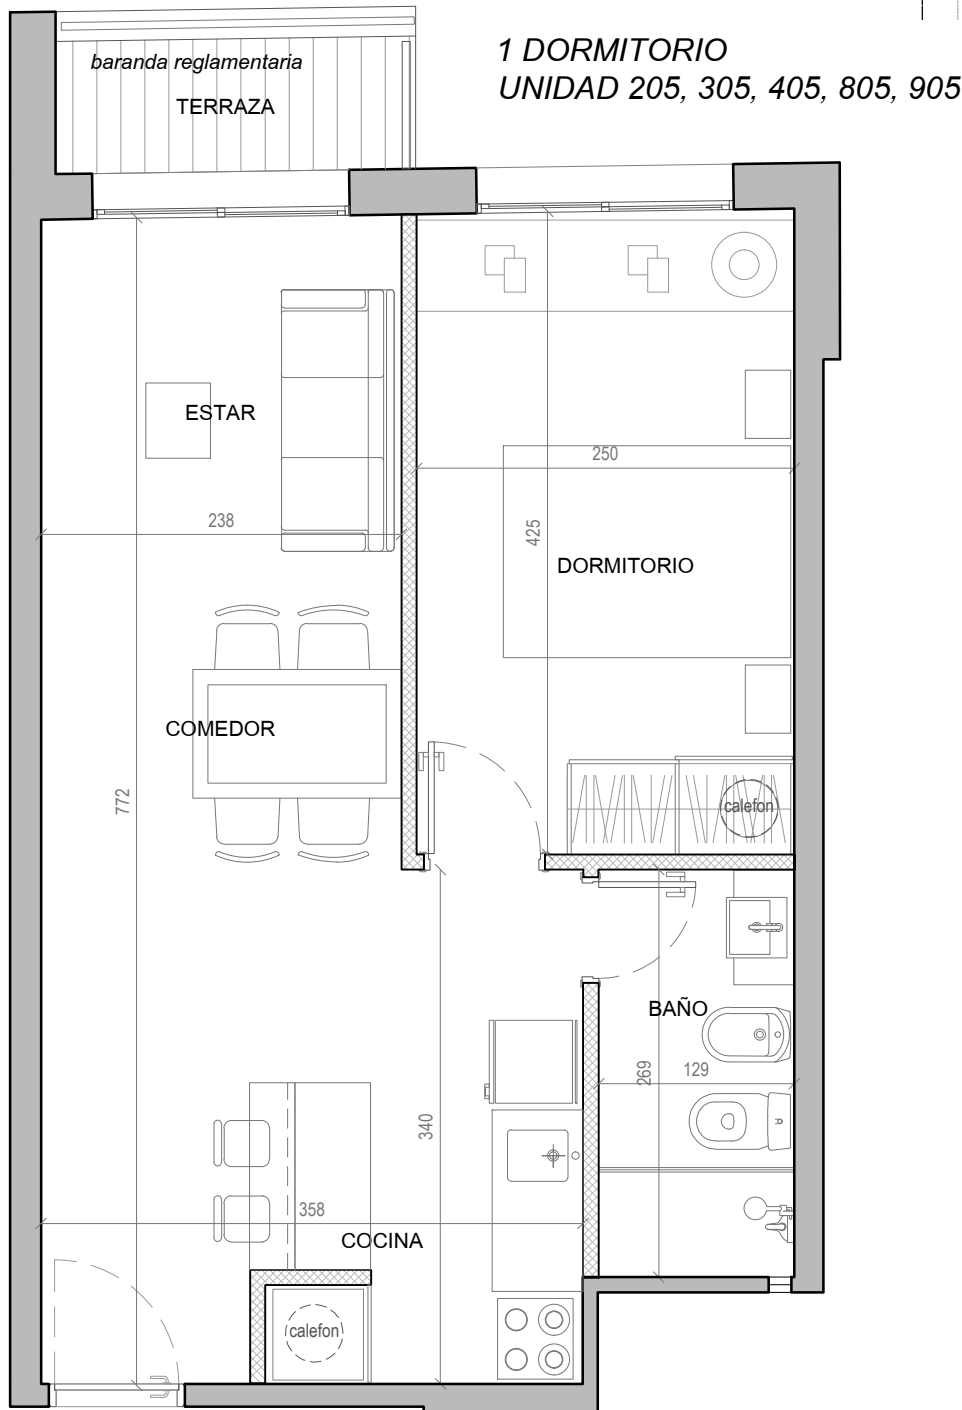 1 DORMITORIO
UNIDAD 205, 305, 405, 805, 905
baranda reglamentaria
TERRAZA
ESTAR
250
238
425
DORMITORIO
COMEDOR
772
calefon
BAÑO
269
129
340
358
COCINA
calefon